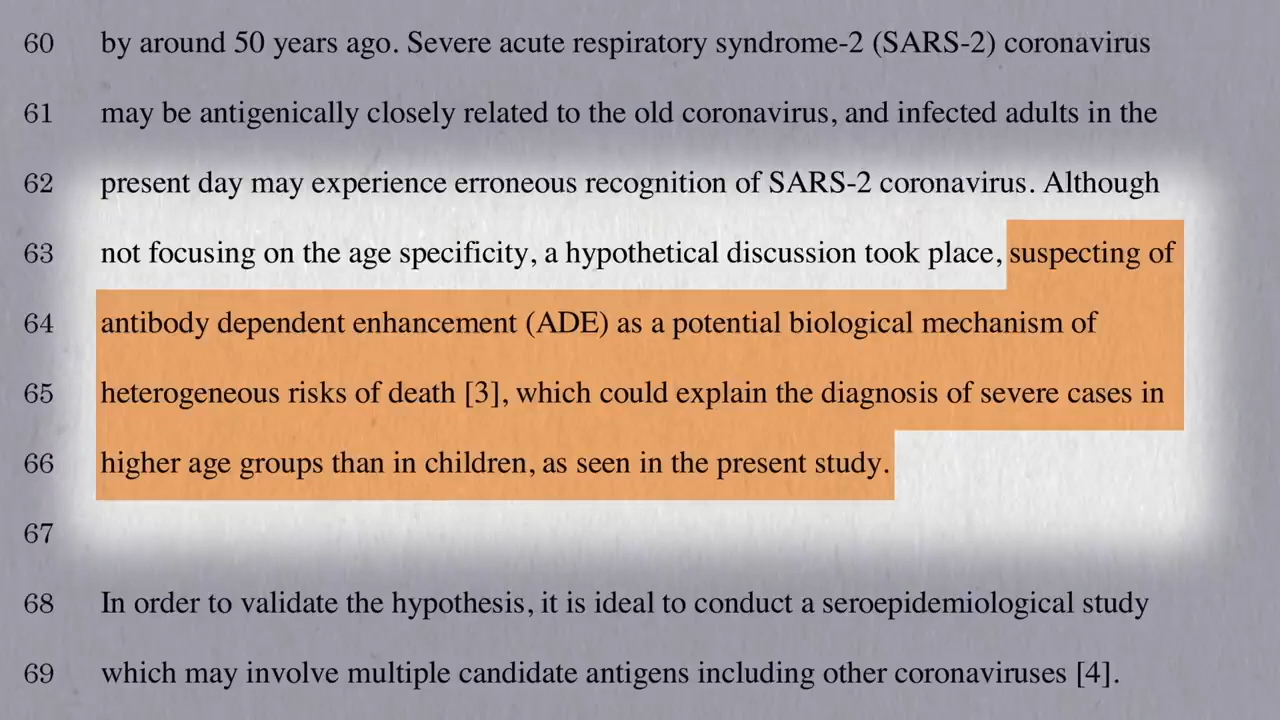 60 by around 50 years ago. Severe acute respiratory syndrome-2 (SARS-2) coronavirus
61 may be antigenically closely related to the old coronavirus, and infected adults in the
62 present day may experience erroneous recognition of SARS-2 coronavirus. Although
63 not focusing on the age specificity, a hypothetical discussion took place, suspecting of
64 antibody dependent enhancement (ADE) as a potential biological mechanism of
65 heterogeneous risks of death [3], which could explain the diagnosis of severe cases in
66 higher age groups than in children, as seen in the present study.
67
68 In order to validate the hypothesis, it is ideal to conduct a seroepidemiological study
69 which may involve multiple candidate antigens including other coronaviruses [4].